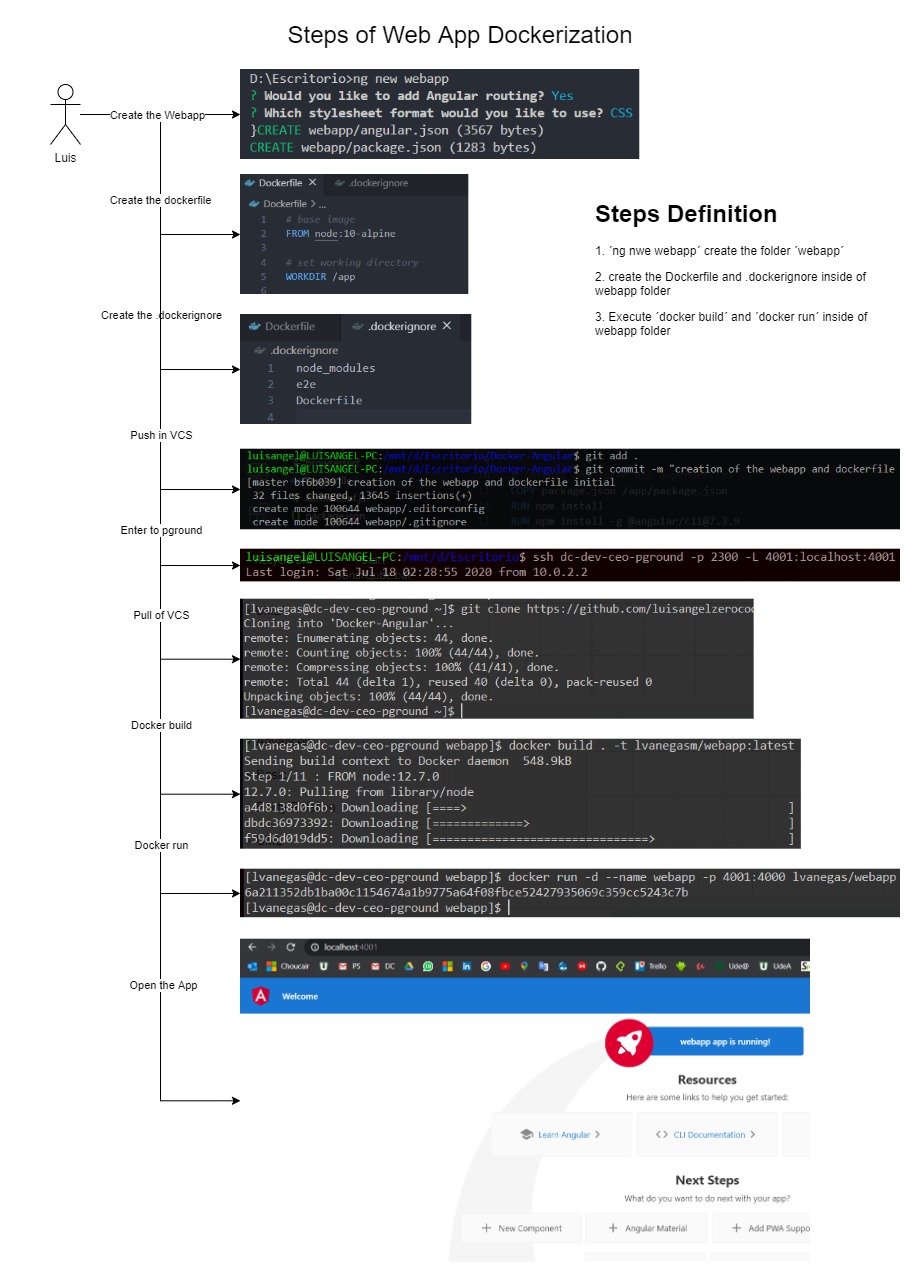 Steps of Web App Dockerization
Luis
Create the Webapp
D:\Escritorio>ng new webapp
? Would you like to add Angular routing? Yes
? Which stylesheet format would you like to use? CSS
}CREATE webapp/angular.json (3567 bytes)
CREATE webapp/package.json (1283 bytes)
Create the dockerfile
Dockerfile
.dockerignore
Dockerfile > ...
1 # base image
2 FROM node:10-alpine
3
4 # set working directory
5 WORKDIR /app
6
Steps Definition
1. ´ng nwe webapp´ create the folder ´webapp´
2. create the Dockerfile and .dockerignore inside of
webapp folder
3. Execute ´docker build´ and ´docker run´ inside of
webapp folder
Create the .dockerignore
Dockerfile
.dockerignore
.dockerignore
1 node_modules
2 e2e
3 Dockerfile
4
Push in VCS
luisangel@LUISANGEL-PC:/mnt/d/Escritorio/Docker-Angular$ git add .
luisangel@LUISANGEL-PC:/mnt/d/Escritorio/Docker-Angular$ git commit -m "creation of the webapp and dockerfile
[master bf6b039] creation of the webapp and dockerfile initial
32 files changed, 13645 insertions(+)
create mode 100644 webapp/.editorconfig
create mode 100644 webapp/.gitignore
COPY package.json /app/package.json
RUN npm install
RUN npm install -g @angular/cli@7.3.9
Enter to pground
luisangel@LUISANGEL-PC:/mnt/d/Escritorio$ ssh dc-dev-ceo-pground -p 2300 -L 4001:localhost:4001
Last login: Sat Jul 18 02:28:55 2020 from 10.0.2.2
Pull of VCS
[lvanegas@dc-dev-ceo-pground ~]$ git clone https://github.com/luisangelzeroco
Cloning into 'Docker-Angular'...
remote: Enumerating objects: 44, done.
remote: Counting objects: 100% (44/44), done.
remote: Compressing objects: 100% (41/41), done.
remote: Total 44 (delta 1), reused 40 (delta 0), pack-reused 0
Unpacking objects: 100% (44/44), done.
[lvanegas@dc-dev-ceo-pground ~]$
Docker build
[lvanegas@dc-dev-ceo-pground webapp]$ docker build . -t lvanegasm/webapp:latest
Sending build context to Docker daemon 548.9kB
Step 1/11 : FROM node:12.7.0
12.7.0: Pulling from library/node
a4d8138d0f6b: Downloading [====> ]
dbdc36973392: Downloading [=============> ]
f59d6d019dd5: Downloading [===============================> ]
Docker run
[lvanegas@dc-dev-ceo-pground webapp]$ docker run -d --name webapp -p 4001:4000 lvanegas/webapp
6a211352db1ba00c1154674a1b9775a64f08fbce52427935069c359cc5243c7b
[lvanegas@dc-dev-ceo-pground webapp]$
Open the App
localhost:4001
Choucair PS DC Trello Ude@ UdeA
Welcome
webapp app is running!
Resources
Here are some links to help you get started:
Learn Angular
CLI Documentation
Next Steps
What do you want to do next with your app?
New Component
Angular Material
Add PWA Suppo